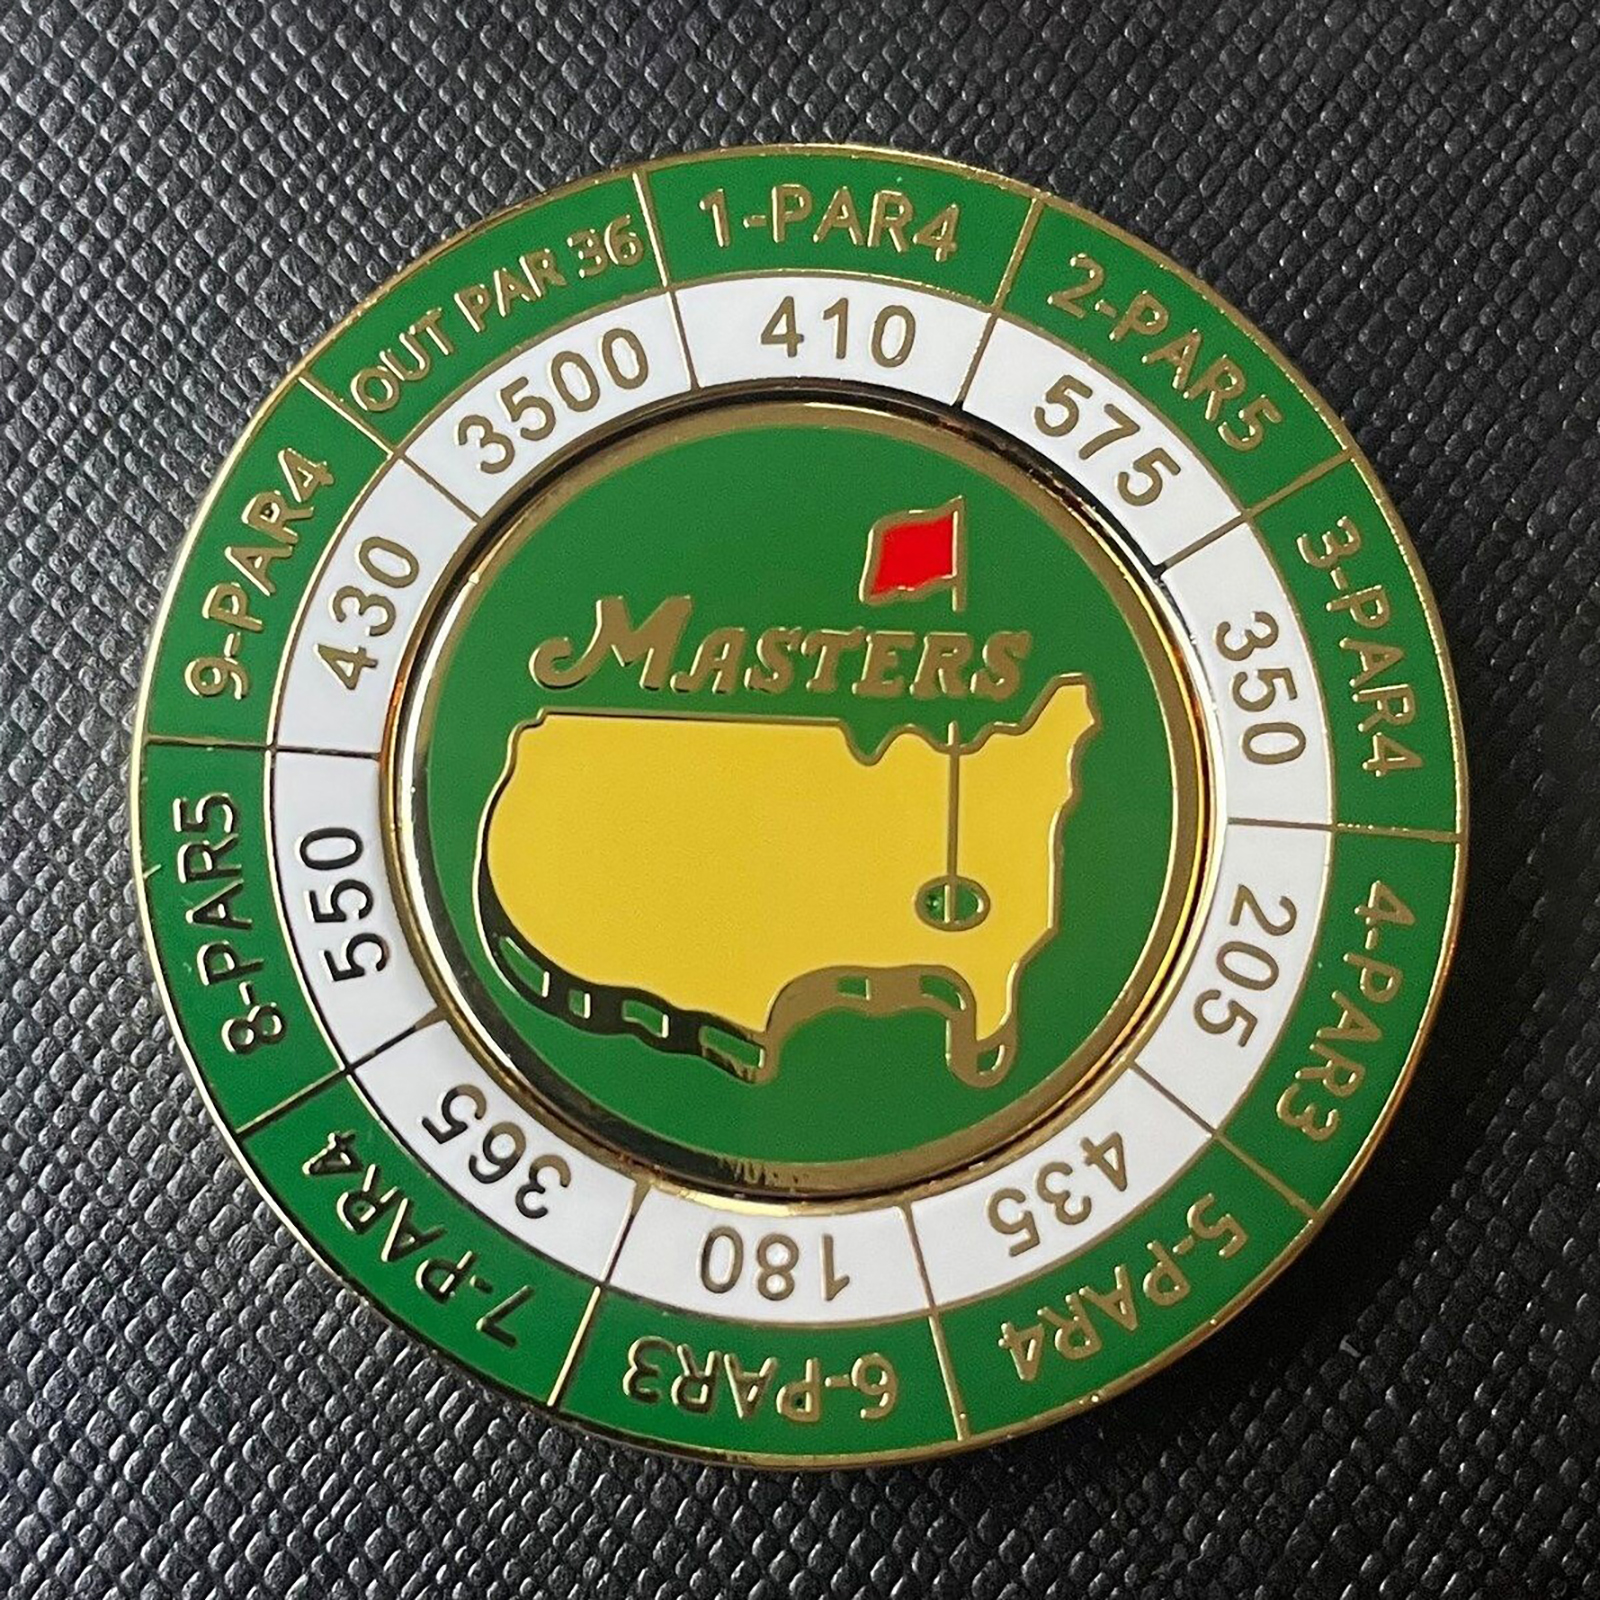 MASTERS
1-PAR4
410
2-PAR5
575
3-PAR4
350
4-PAR3
205
5-PAR4
435
6-PAR3
180
7-PAR4
365
8-PAR5
550
9-PAR4
430
OUT PAR 36
3500